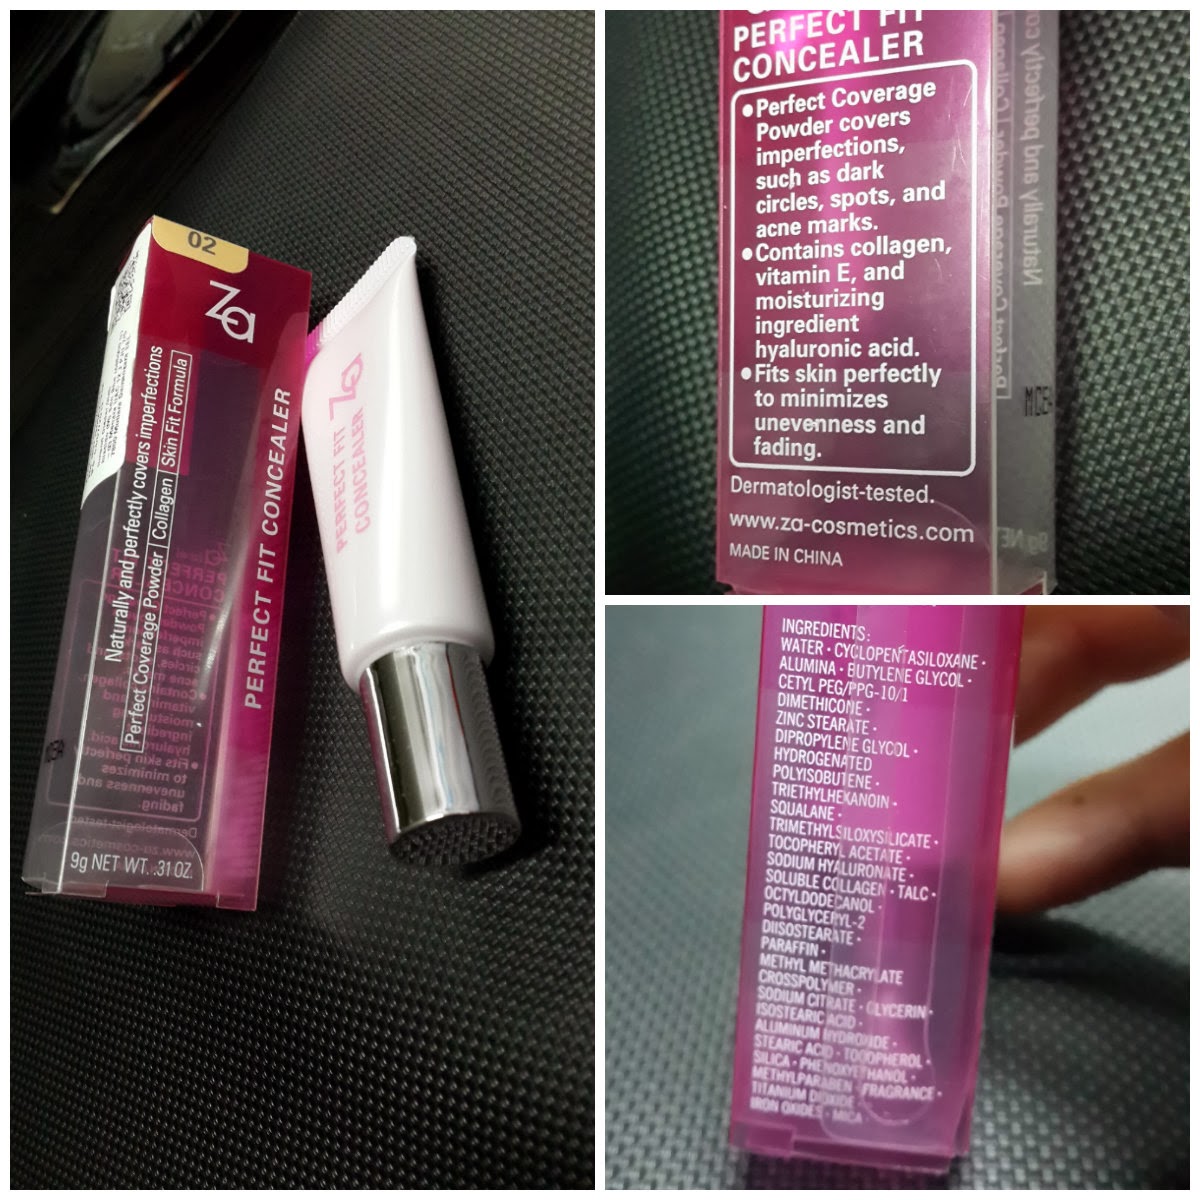 02
Za
Naturally and perfectly covers imperfections
Perfect Coverage Powder Collagen Skin Fit Formula
PERFECT FIT CONCEALER
9g NET WT. .31 OZ.
Za
PERFECT FIT
CONCEALER
PERFECT FIT
CONCEALER
•Perfect Coverage
Powder covers
imperfections,
such as dark
circles, spots, and
acne marks.
•Contains collagen,
vitamin E, and
moisturizing
ingredient
hyaluronic acid.
•Fits skin perfectly
to minimizes
unevenness and
fading.
Dermatologist-tested.
www.za-cosmetics.com
MADE IN CHINA
INGREDIENTS:
WATER · CYCLOPENTASILOXANE ·
ALUMINA · BUTYLENE GLYCOL ·
CETYL PEG/PPG-10/1
DIMETHICONE ·
ZINC STEARATE ·
DIPROPYLENE GLYCOL ·
HYDROGENATED
POLYISOBUTENE ·
TRIETHYLHEXANOIN ·
SQUALANE ·
TRIMETHYLSILOXYSILICATE ·
TOCOPHERYL ACETATE ·
SODIUM HYALURONATE ·
SOLUBLE COLLAGEN · TALC ·
OCTYLDODECANOL ·
POLYGLYCERYL-2
DIISOSTEARATE ·
PARAFFIN ·
METHYL METHACRYLATE
CROSSPOLYMER ·
SODIUM CITRATE · GLYCERIN ·
ISOSTEARIC ACID ·
ALUMINUM HYDROXIDE ·
STEARIC ACID · TOCOPHEROL ·
SILICA · PHENOXYETHANOL ·
METHYLPARABEN · FRAGRANCE ·
TITANIUM DIOXIDE ·
IRON OXIDES · MICA